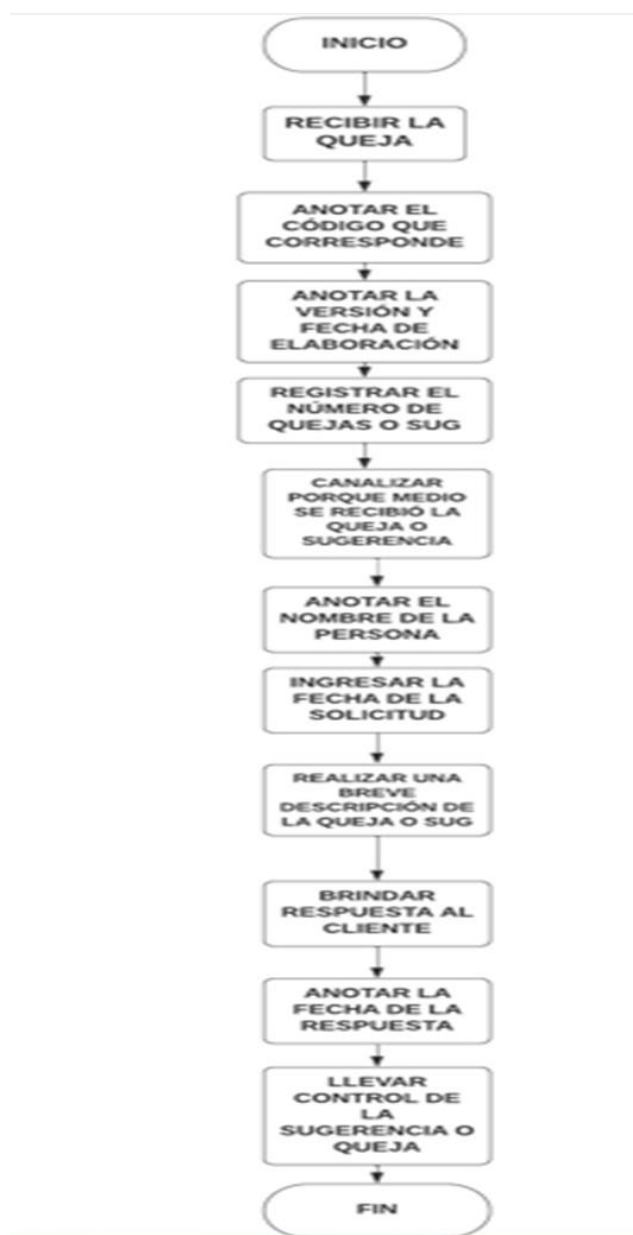 INICIO
RECIBIR LA
QUEJA
ANOTAR EL
CÓDIGO QUE
CORRESPONDE
ANOTAR LA
VERSIÓN Y
FECHA DE
ELABORACIÓN
REGISTRAR EL
NÚMERO DE
QUEJAS O SUG
CANALIZAR
PORQUE MEDIO
SE RECIBIÓ LA
QUEJA O
SUGERENCIA
ANOTAR EL
NOMBRE DE LA
PERSONA
INGRESAR LA
FECHA DE LA
SOLICITUD
REALIZAR UNA
BREVE
DESCRIPCIÓN DE
LA QUEJA O SUG
BRINDAR
RESPUESTA AL
CLIENTE
ANOTAR LA
FECHA DE LA
RESPUESTA
LLEVAR
CONTROL DE
LA
SUGERENCIA O
QUEJA
FIN